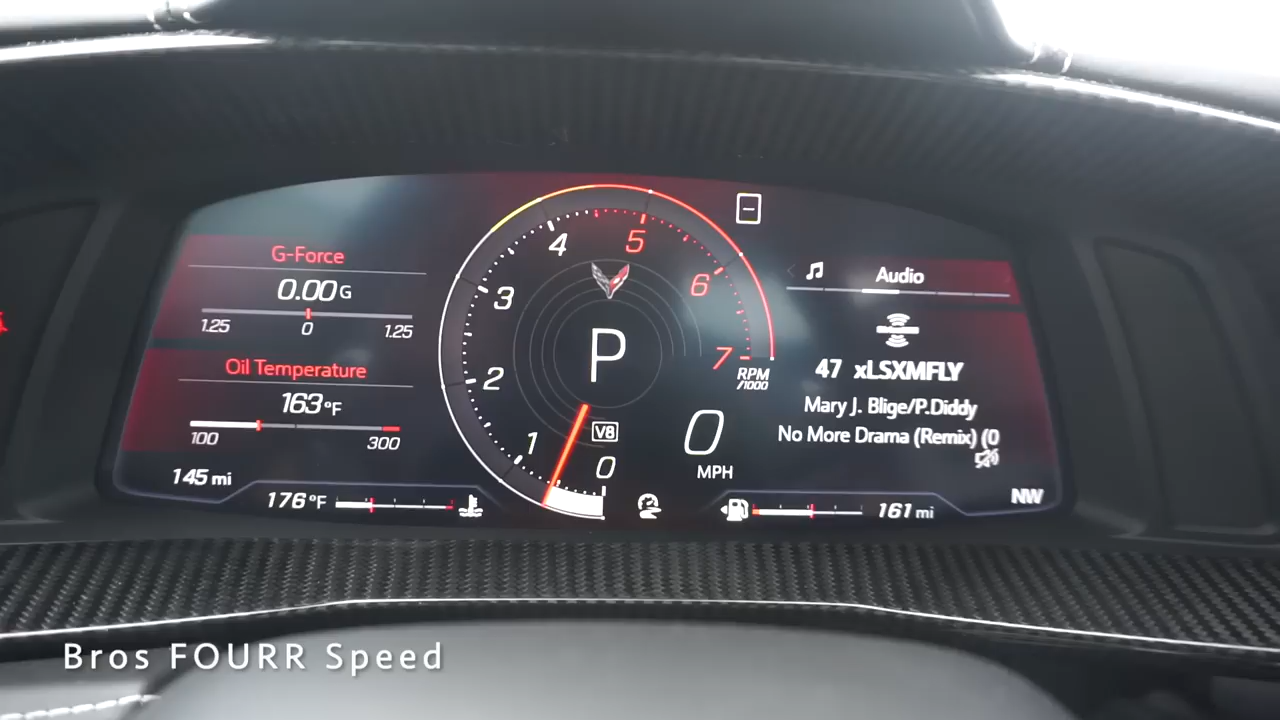 G-Force
0.00 G
1.25 0 1.25
Oil Temperature
163 °F
100 300
145 mi
176 °F
0 1 2 3 4 5 6 7
RPM
/1000
P
V8
0
MPH
Audio
47 xLSXMFLY
Mary J. Blige/P.Diddy
No More Drama (Remix) (0
161 mi
NW
Bros FOURR Speed